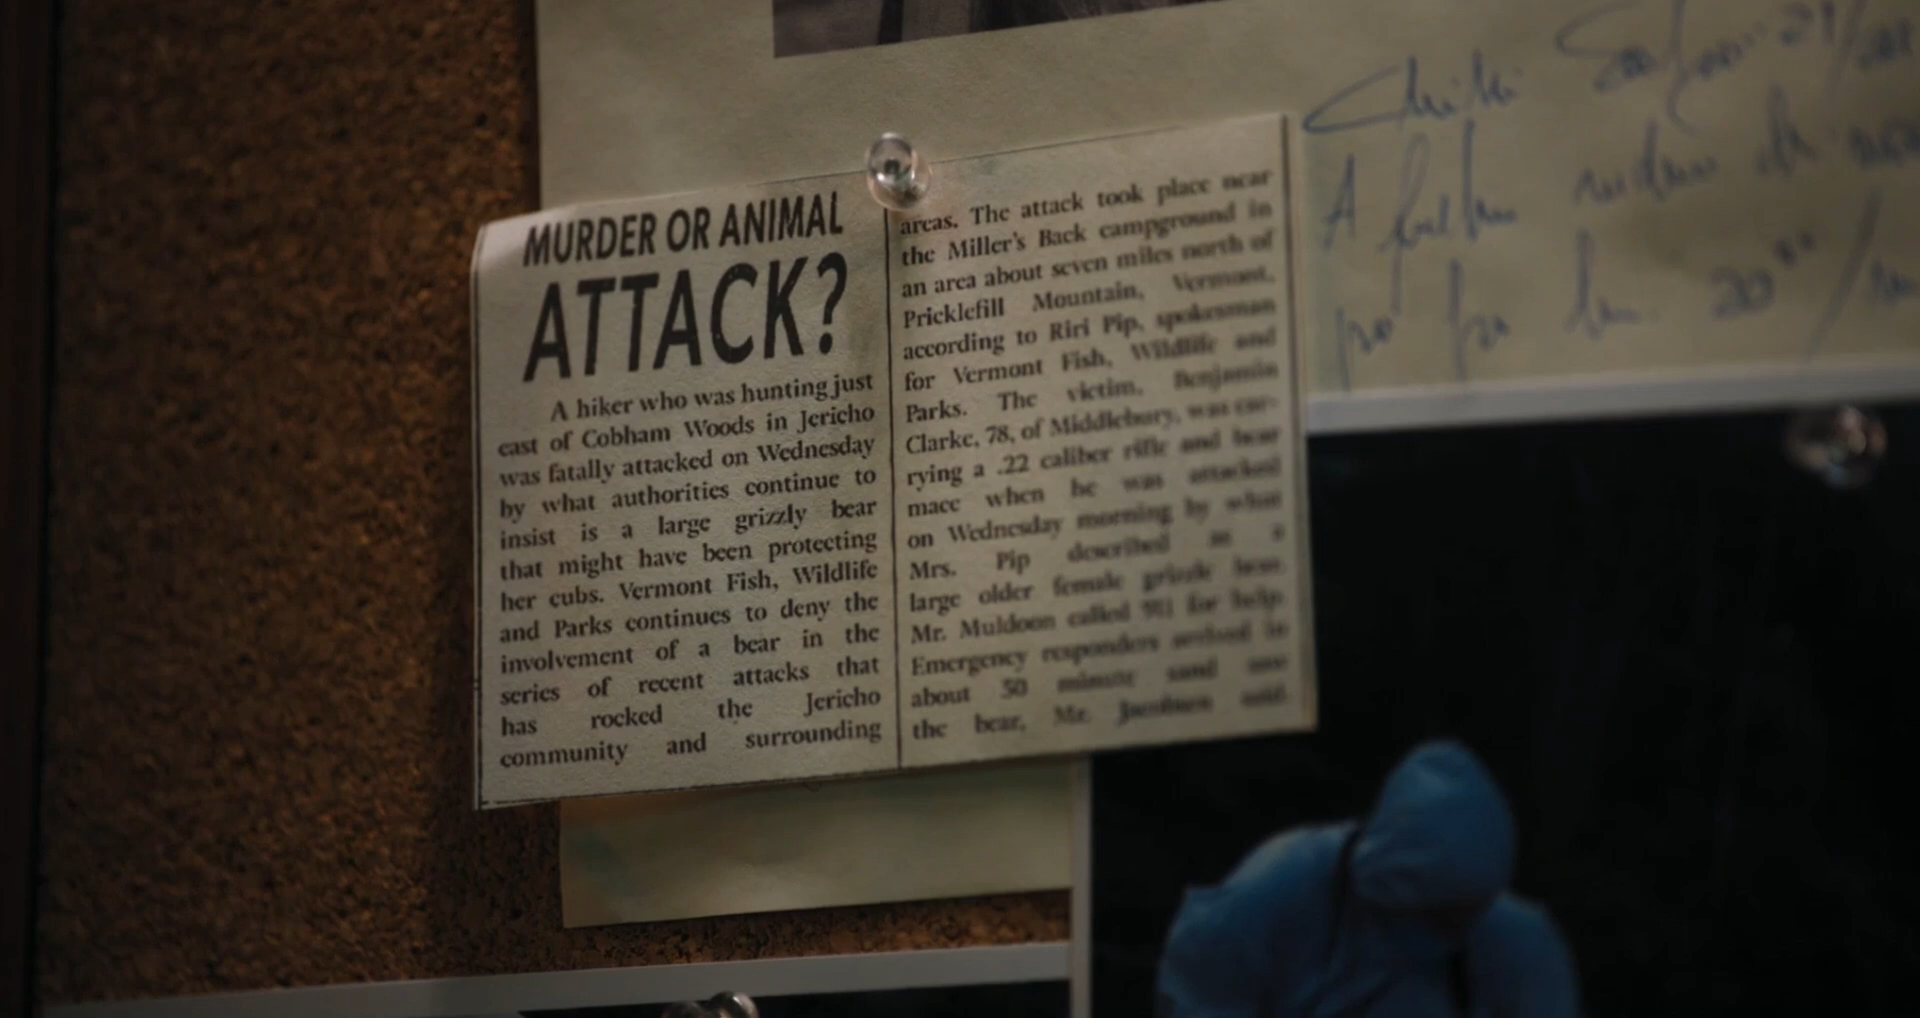 MURDER OR ANIMAL
ATTACK?
A hiker who was hunting just
east of Cobham Woods in Jericho
was fatally attacked on Wednesday
by what authorities continue to
insist is a large grizzly bear
that might have been protecting
her cubs. Vermont Fish, Wildlife
and Parks continues to deny the
involvement of a bear in the
series of recent attacks that
has rocked the Jericho
community and surrounding
areas. The attack took place near
the Miller's Back campground in
an area about seven miles north of
Pricklefill Mountain, Vermont,
according to Riri Pip, spokesman
for Vermont Fish, Wildlife and
Parks. The victim, Benjamin
Clarke, 78, of Middlebury, was car-
rying a .22 caliber rifle and bear
mace when he was attacked
on Wednesday morning by what
Mrs. Pip described as a
large older female grizzle bear.
Mr. Muldoon called 911 for help.
Emergency responders arrived in
about 50 minute
the bear, Mr. Jacobsen said.
20